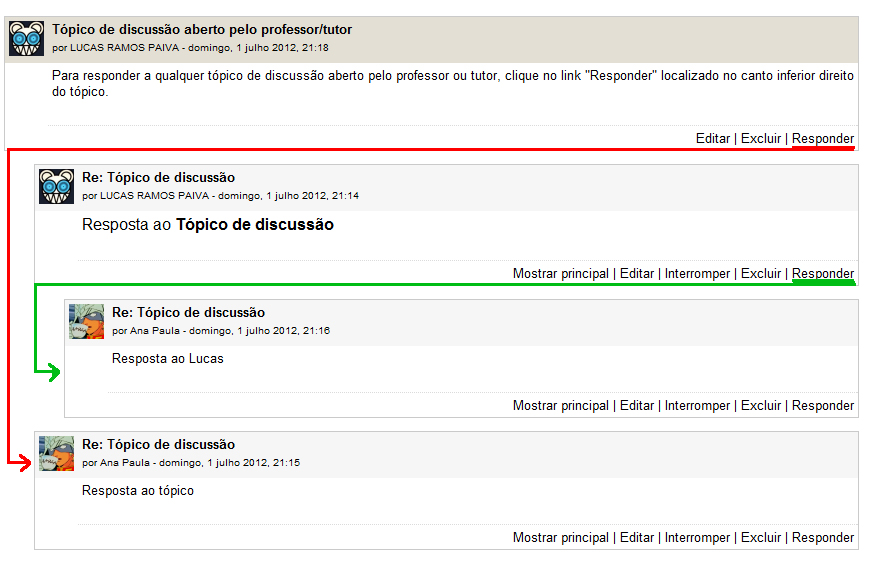 Tópico de discussão aberto pelo professor/tutor
por LUCAS RAMOS PAIVA - domingo, 1 julho 2012, 21:18
Para responder a qualquer tópico de discussão aberto pelo professor ou tutor, clique no link "Responder" localizado no canto inferior direito
do tópico.
Editar | Excluir | Responder
Re: Tópico de discussão
por LUCAS RAMOS PAIVA - domingo, 1 julho 2012, 21:14
Resposta ao Tópico de discussão
Mostrar principal | Editar | Interromper | Excluir | Responder
Re: Tópico de discussão
por Ana Paula - domingo, 1 julho 2012, 21:16
Resposta ao Lucas
Mostrar principal | Editar | Interromper | Excluir | Responder
Re: Tópico de discussão
por Ana Paula - domingo, 1 julho 2012, 21:15
Resposta ao tópico
Mostrar principal | Editar | Interromper | Excluir | Responder